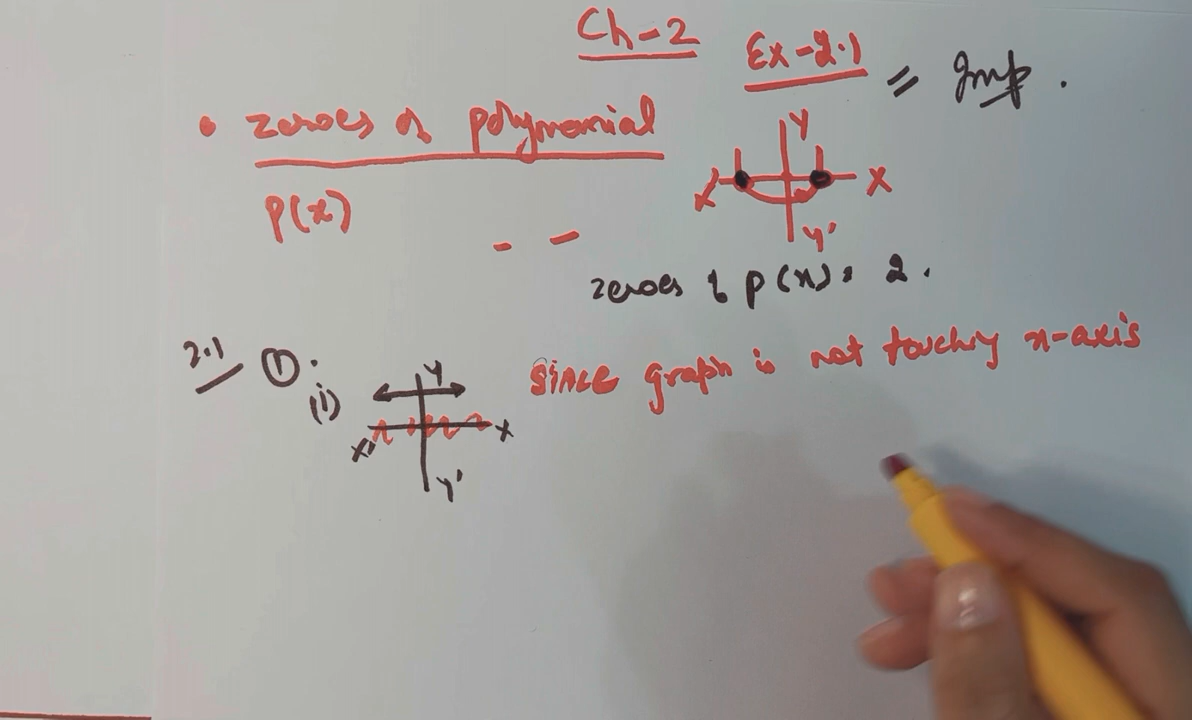 Ch-2
Ex-2.1
= Imp.
• zeroes of polynomial
P(x)
Y
X' X
Y'
zeroes of p(x) = 2.
2.1 ①.
(i)
Y
X' X
Y'
Since graph is not touching x-axis